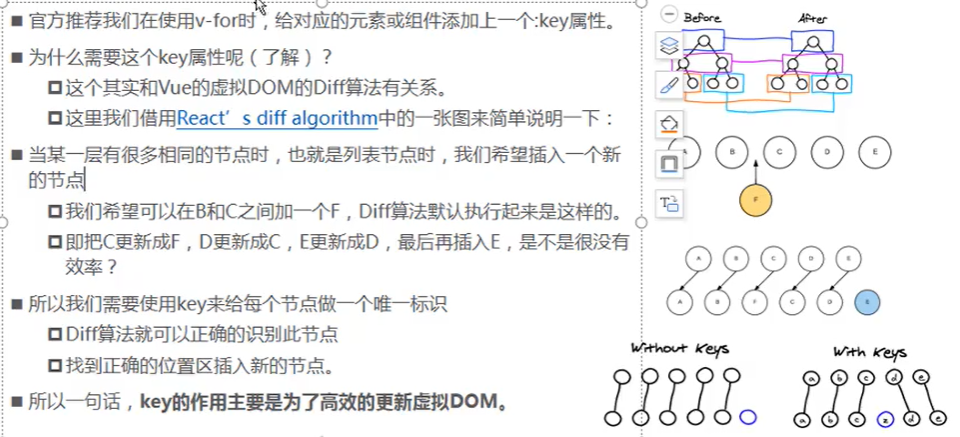 ■ 官方推荐我们在使用v-for时，给对应的元素或组件添加上一个:key属性。
■ 为什么需要这个key属性呢（了解）？
这个其实和Vue的虚拟DOM的Diff算法有关系。
这里我们借用React's diff algorithm中的一张图来简单说明一下：
■ 当某一层有很多相同的节点时，也就是列表节点时，我们希望插入一个新
的节点
我们希望可以在B和C之间加一个F，Diff算法默认执行起来是这样的。
即把C更新成F，D更新成C，E更新成D，最后再插入E，是不是很没有
效率？
■ 所以我们需要使用key来给每个节点做一个唯一标识
Diff算法就可以正确的识别此节点
找到正确的位置区插入新的节点。
■ 所以一句话，key的作用主要是为了高效的更新虚拟DOM。
Before After
A B C D E
F
A B C D E
A B F C D E
Without Keys
With Keys
a b c d e
a b c z d e